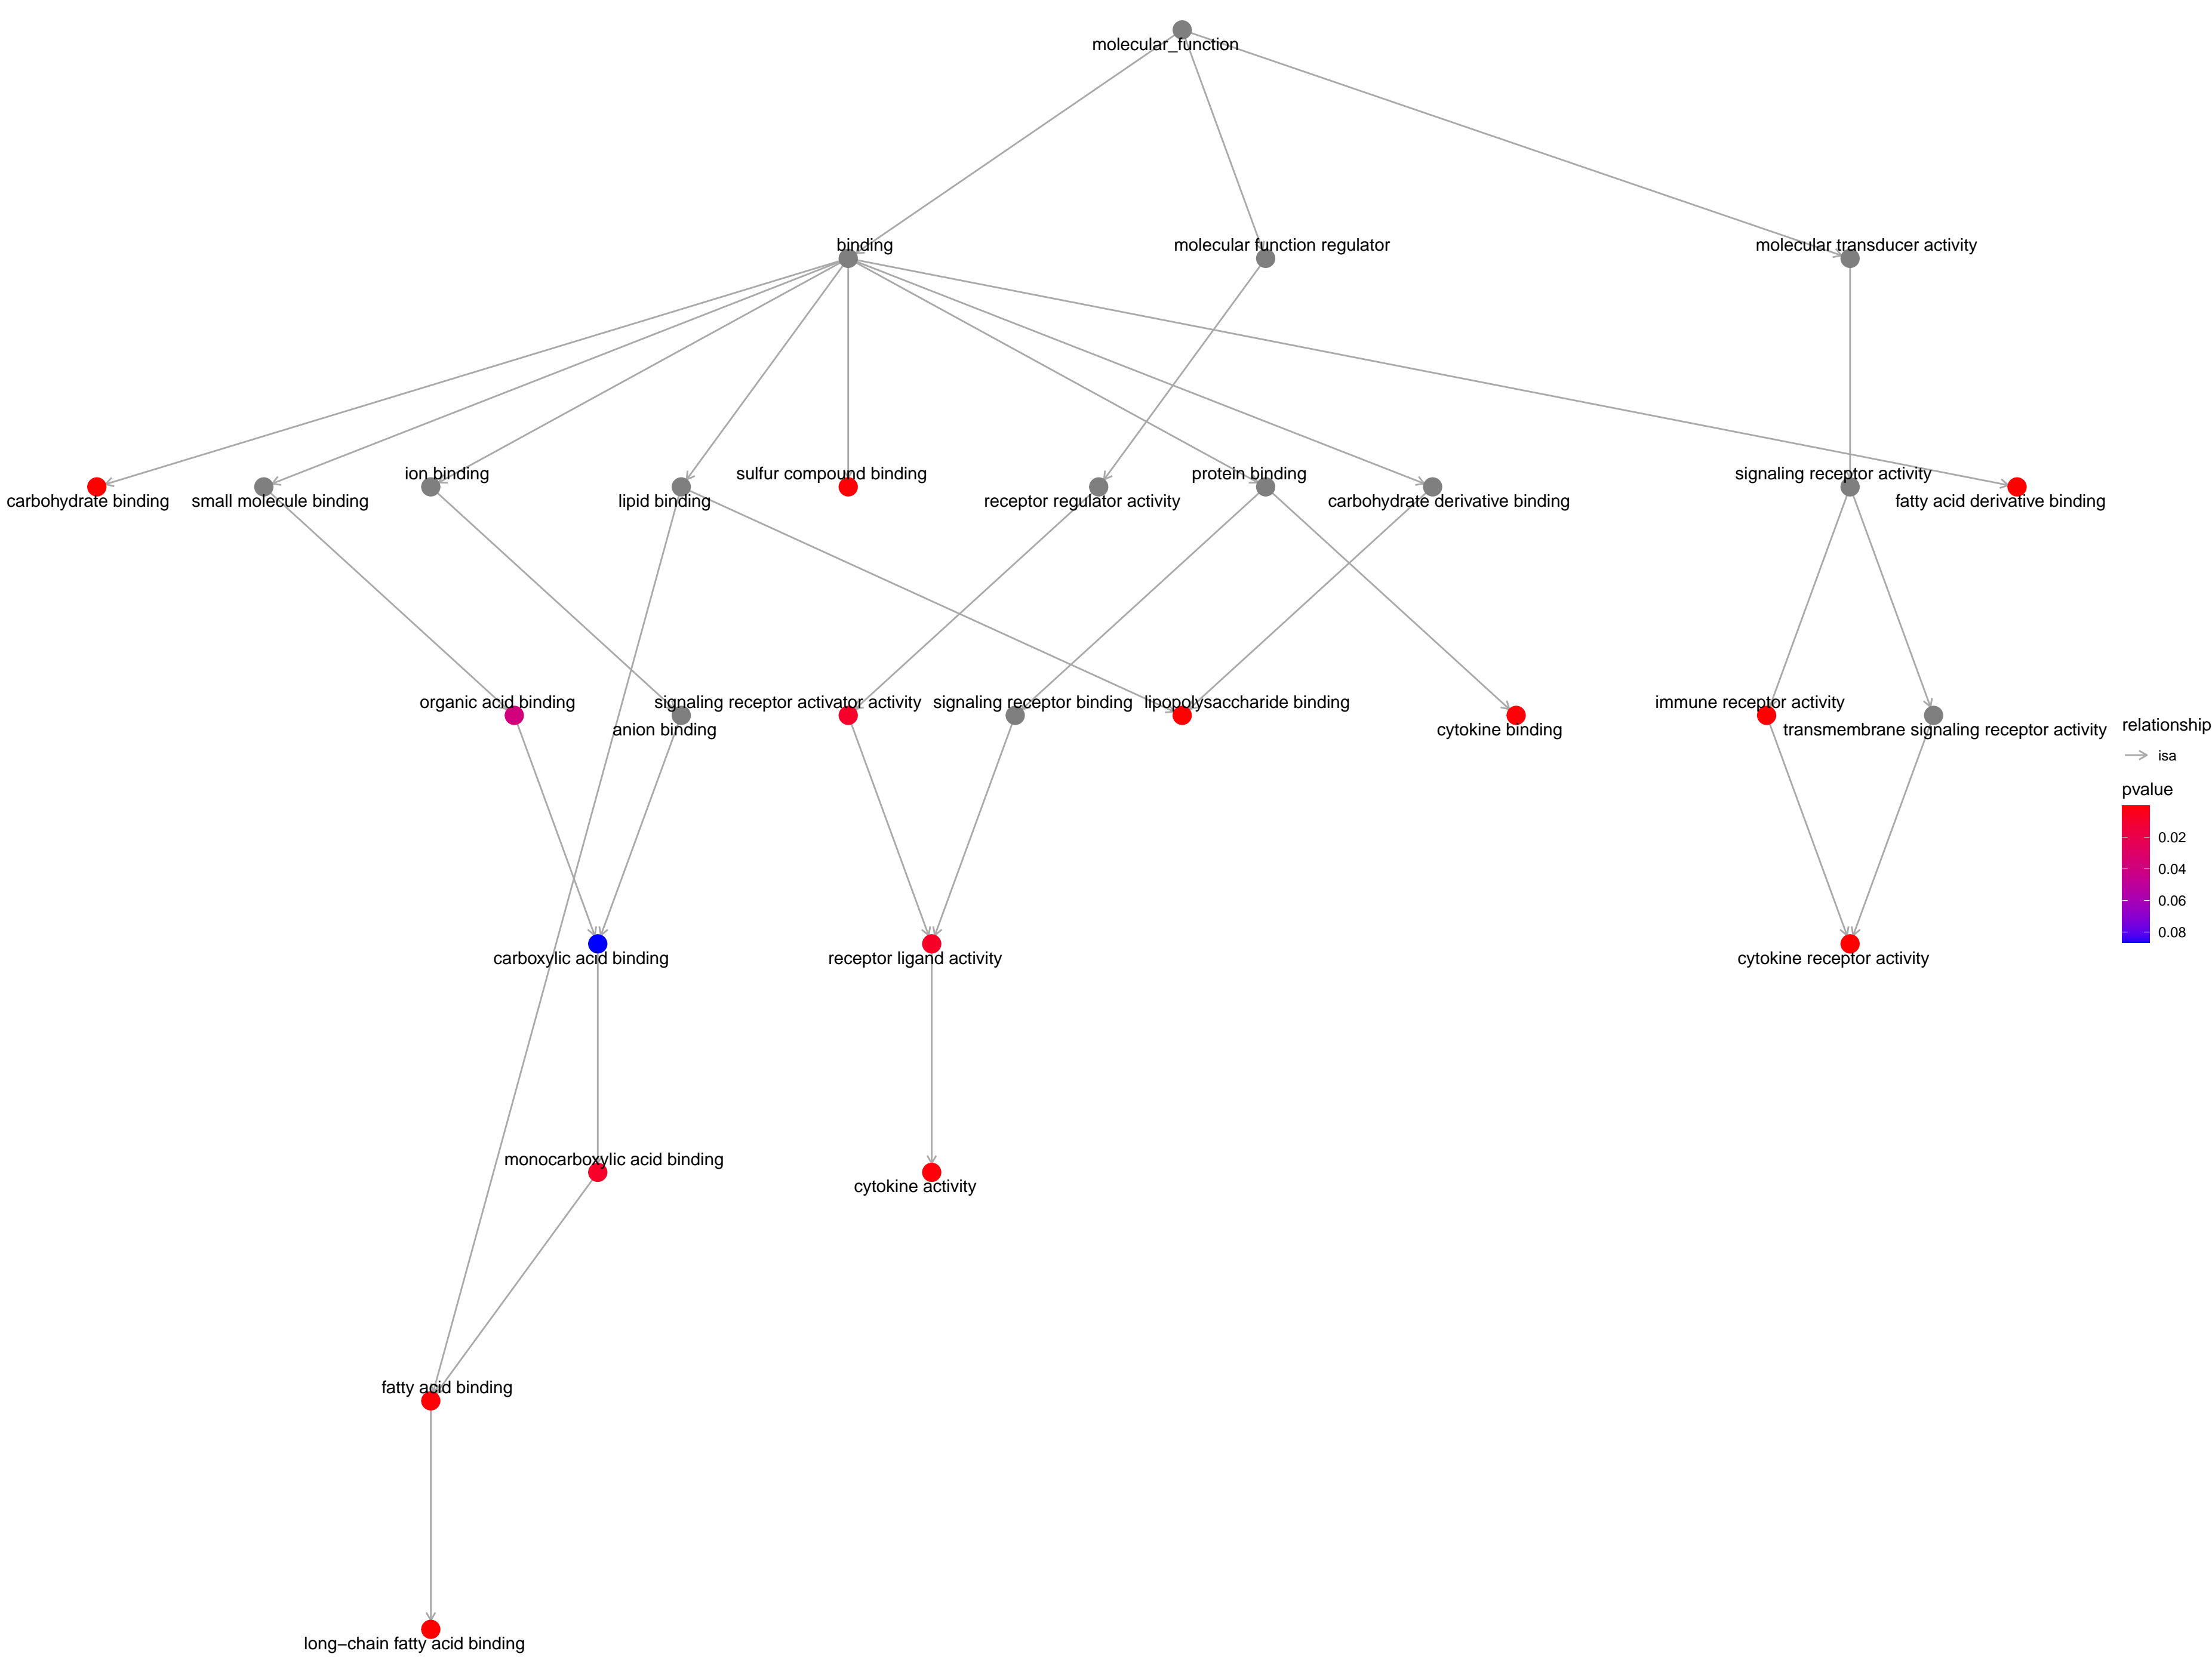 molecular_function
binding
molecular function regulator
molecular transducer activity
ion binding
sulfur compound binding
protein binding
signaling receptor activity
carbohydrate binding
small molecule binding
lipid binding
receptor regulator activity
carbohydrate derivative binding
fatty acid derivative binding
organic acid binding
signaling receptor activator activity
signaling receptor binding
lipopolysaccharide binding
immune receptor activity
anion binding
cytokine binding
transmembrane signaling receptor activity
relationship
isa
pvalue
0.02
0.04
0.06
0.08
carboxylic acid binding
receptor ligand activity
cytokine receptor activity
monocarboxylic acid binding
cytokine activity
fatty acid binding
long−chain fatty acid binding